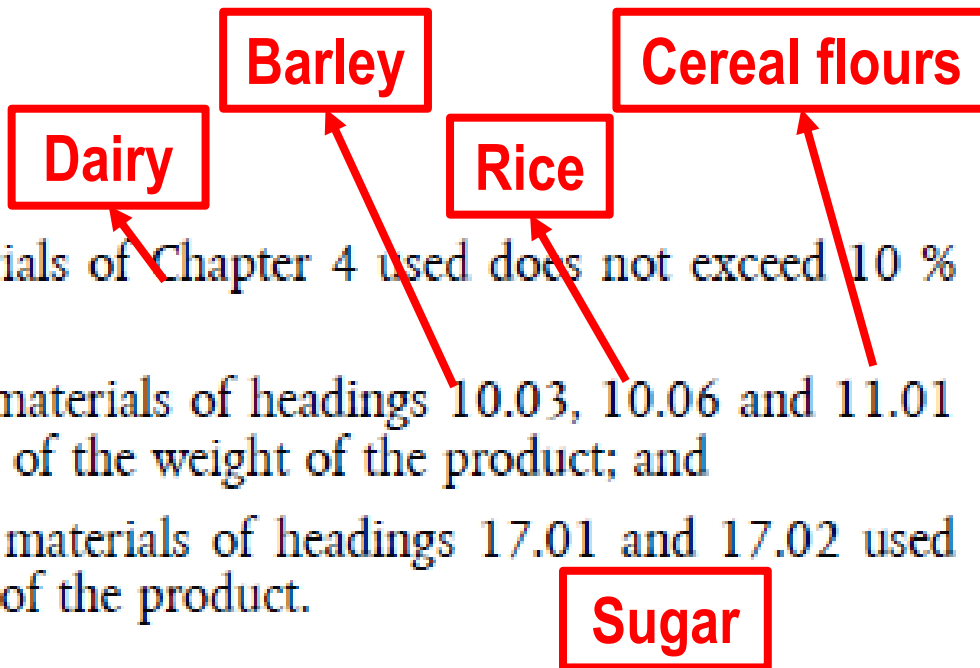 Barley
Cereal flours
Dairy
Rice
ials of Chapter 4 used does not exceed 10 %
materials of headings 10.03, 10.06 and 11.01
of the weight of the product; and
materials of headings 17.01 and 17.02 used
of the product.
Sugar